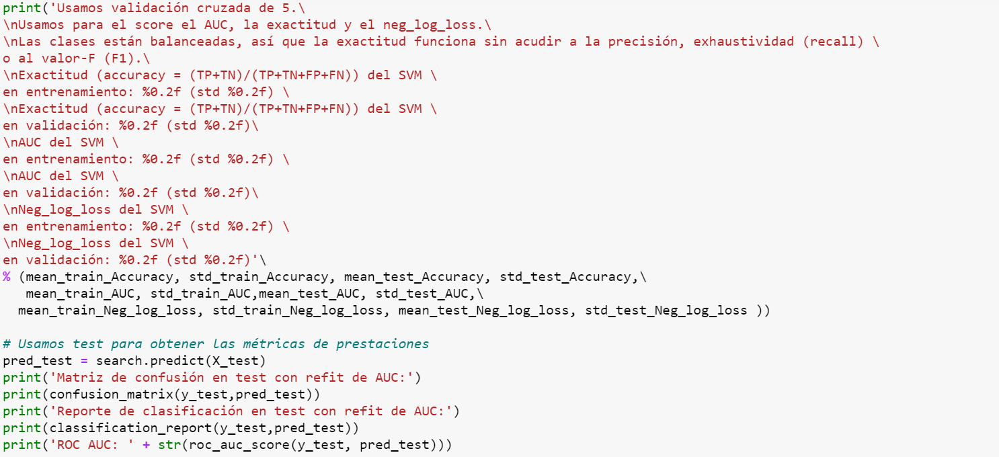 print('Usamos validación cruzada de 5.\
\nUsamos para el score el AUC, la exactitud y el neg_log_loss.\
\nLas clases están balanceadas, así que la exactitud funciona sin acudir a la precisión, exhaustividad (recall) \
o al valor-F (F1).\
\nExactitud (accuracy = (TP+TN)/(TP+TN+FP+FN)) del SVM \
en entrenamiento: %0.2f (std %0.2f) \
\nExactitud (accuracy = (TP+TN)/(TP+TN+FP+FN)) del SVM \
en validación: %0.2f (std %0.2f)\
\nAUC del SVM \
en entrenamiento: %0.2f (std %0.2f) \
\nAUC del SVM \
en validación: %0.2f (std %0.2f)\
\nNeg_log_loss del SVM \
en entrenamiento: %0.2f (std %0.2f) \
\nNeg_log_loss del SVM \
en validación: %0.2f (std %0.2f)'\
% (mean_train_Accuracy, std_train_Accuracy, mean_test_Accuracy, std_test_Accuracy,\
   mean_train_AUC, std_train_AUC,mean_test_AUC, std_test_AUC,\
  mean_train_Neg_log_loss, std_train_Neg_log_loss, mean_test_Neg_log_loss, std_test_Neg_log_loss ))

# Usamos test para obtener las métricas de prestaciones
pred_test = search.predict(X_test)
print('Matriz de confusión en test con refit de AUC:')
print(confusion_matrix(y_test,pred_test))
print('Reporte de clasificación en test con refit de AUC:')
print(classification_report(y_test,pred_test))
print('ROC AUC: ' + str(roc_auc_score(y_test, pred_test)))